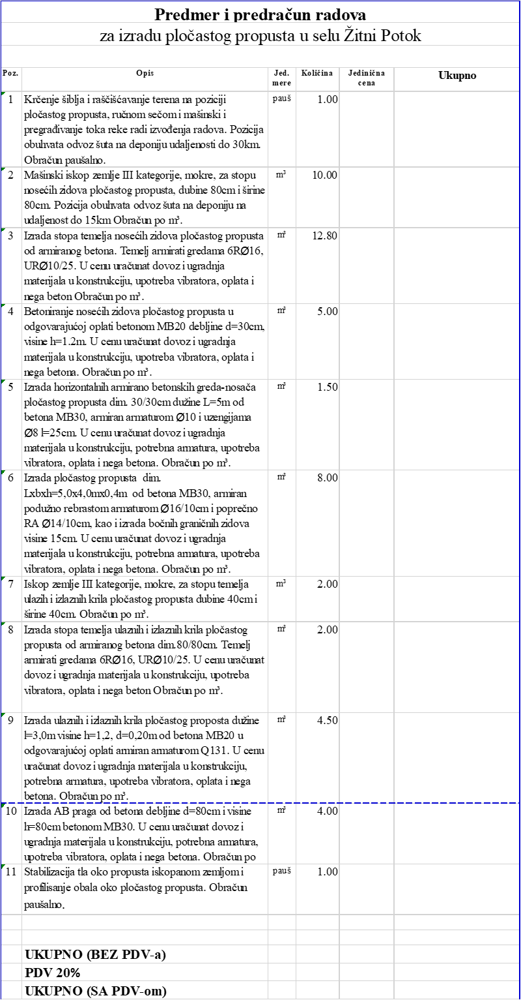 Predmer i predračun radova
za izradu pločastog propusta u selu Žitni Potok
Poz. Opis Jed. mere Količina Jedinična cena Ukupno
1 Krčenje šiblja i raščišćavanje terena na poziciji pauš 1.00
pločastog propusta, ručnom sečom i mašinski i
pregrađivanje toka reke radi izvođenja radova. Pozicija
obuhvata odvoz šuta na deponiju udaljenosti do 30km.
Obračun paušalno.
2 Mašinski iskop zemlje III kategorije, mokre, za stopu m³ 10.00
nosećih zidova pločastog propusta, dubine 80cm i širine
80cm. Pozicija obuhvata odvoz šuta na deponiju na
udaljenost do 15km Obračun po m³.
3 Izrada stopa temelja nosećih zidova pločastog propusta m³ 12.80
od armiranog betona. Temelj armirati gredama 6RØ16,
URØ10/25. U cenu uračunat dovoz i ugradnja
materijala u konstrukciju, upotreba vibratora, oplata i
nega beton Obračun po m³.
4 Betoniranje nosećih zidova pločastog propusta u m³ 5.00
odgovarajućoj oplati betonom MB20 debljine d=30cm,
visine h=1.2m. U cenu uračunat dovoz i ugradnja
materijala u konstrukciju, upotreba vibratora, oplata i
nega betona. Obračun po m³.
5 Izrada horizontalnih armirano betonskih greda-nosača m³ 1.50
pločastog propusta dim. 30/30cm dužine L=5m od
betona MB30, armiran armaturom Ø10 i uzengijama
Ø8 l=25cm. U cenu uračunat dovoz i ugradnja
materijala u konstrukciju, potrebna armatura, upotreba
vibratora, oplata i nega betona. Obračun po m³.
6 Izrada pločastog propusta dim. m³ 8.00
Lxbxh=5,0x4,0mx0,4m od betona MB30, armiran
podužno rebrastom armaturom Ø16/10cm i poprečno
RA Ø14/10cm, kao i izrada bočnih graničnih zidova
visine 15cm. U cenu uračunat dovoz i ugradnja
materijala u konstrukciju, potrebna armatura, upotreba
vibratora, oplata i nega betona. Obračun po m³.
7 Iskop zemlje III kategorije, mokre, za stopu temelja m³ 2.00
ulazih i izlaznih krila pločastog propusta dubine 40cm i
širine 40cm. Obračun po m³.
8 Izrada stopa temelja ulaznih i izlaznih krila pločastog m³ 2.00
propusta od armiranog betona dim.80/80cm. Temelj
armirati gredama 6RØ16, URØ10/25. U cenu uračunat
dovoz i ugradnja materijala u konstrukciju, upotreba
vibratora, oplata i nega beton Obračun po m³.
9 Izrada ulaznih i izlaznih krila pločastog proposta dužine m³ 4.50
l=3,0m visine h=1,2, d=0,20m od betona MB20 u
odgovarajućoj oplati armiran armaturom Q131. U cenu
uračunat dovoz i ugradnja materijala u konstrukciju,
potrebna armatura, upotreba vibratora, oplata i nega
betona. Obračun po m³.
10 Izrada AB praga od betona debljine d=80cm i visine m³ 4.00
h=80cm betonom MB30. U cenu uračunat dovoz i
ugradnja materijala u konstrukciju, potrebna armatura,
upotreba vibratora, oplata i nega betona. Obračun po
11 Stabilizacija tla oko propusta iskopanom zemljom i pauš 1.00
profilisanje obala oko pločastog propusta. Obračun
paušalno.
UKUPNO (BEZ PDV-a)
PDV 20%
UKUPNO (SA PDV-om)